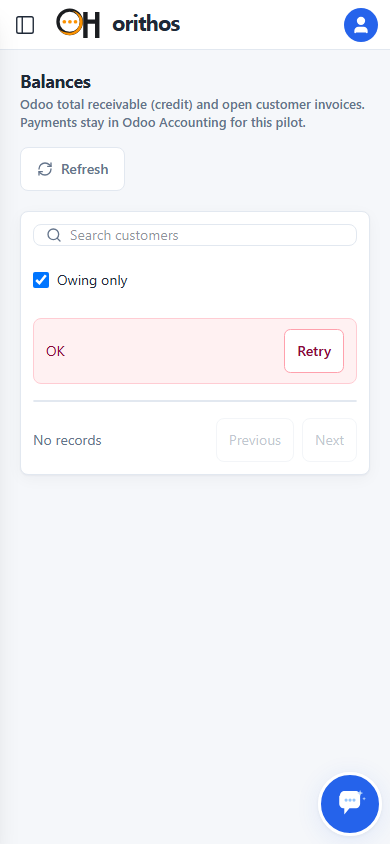 OH orithos
Balances
Odoo total receivable (credit) and open customer invoices.
Payments stay in Odoo Accounting for this pilot.
Refresh
Search customers
Owing only
OK
Retry
No records
Previous
Next